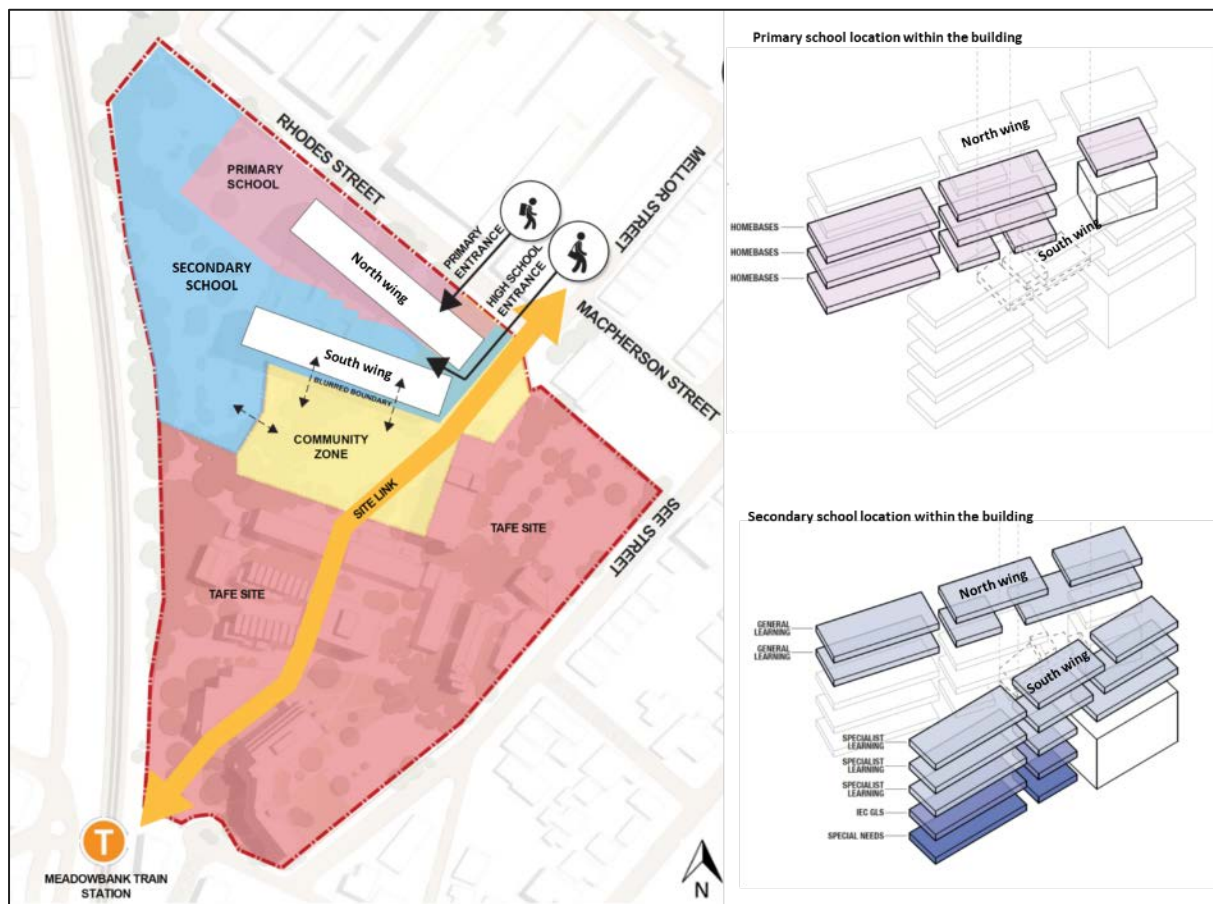 RHODES STREET
MELLOR STREET
PRIMARY
SCHOOL
PRIMARY
ENTRANCE
HIGH SCHOOL
ENTRANCE
North wing
SECONDARY
SCHOOL
MACPHERSON STREET
South wing
BLURRED BOUNDARY
COMMUNITY
ZONE
SITE LINK
TAFE SITE
SEE STREET
TAFE SITE
T
MEADOWBANK TRAIN
STATION
N
Primary school location within the building
North wing
South wing
HOMEBASES
HOMEBASES
HOMEBASES
Secondary school location within the building
North wing
GENERAL
LEARNING
GENERAL
LEARNING
South wing
SPECIALIST
LEARNING
SPECIALIST
LEARNING
SPECIALIST
LEARNING
IEC GLS
SPECIAL NEEDS